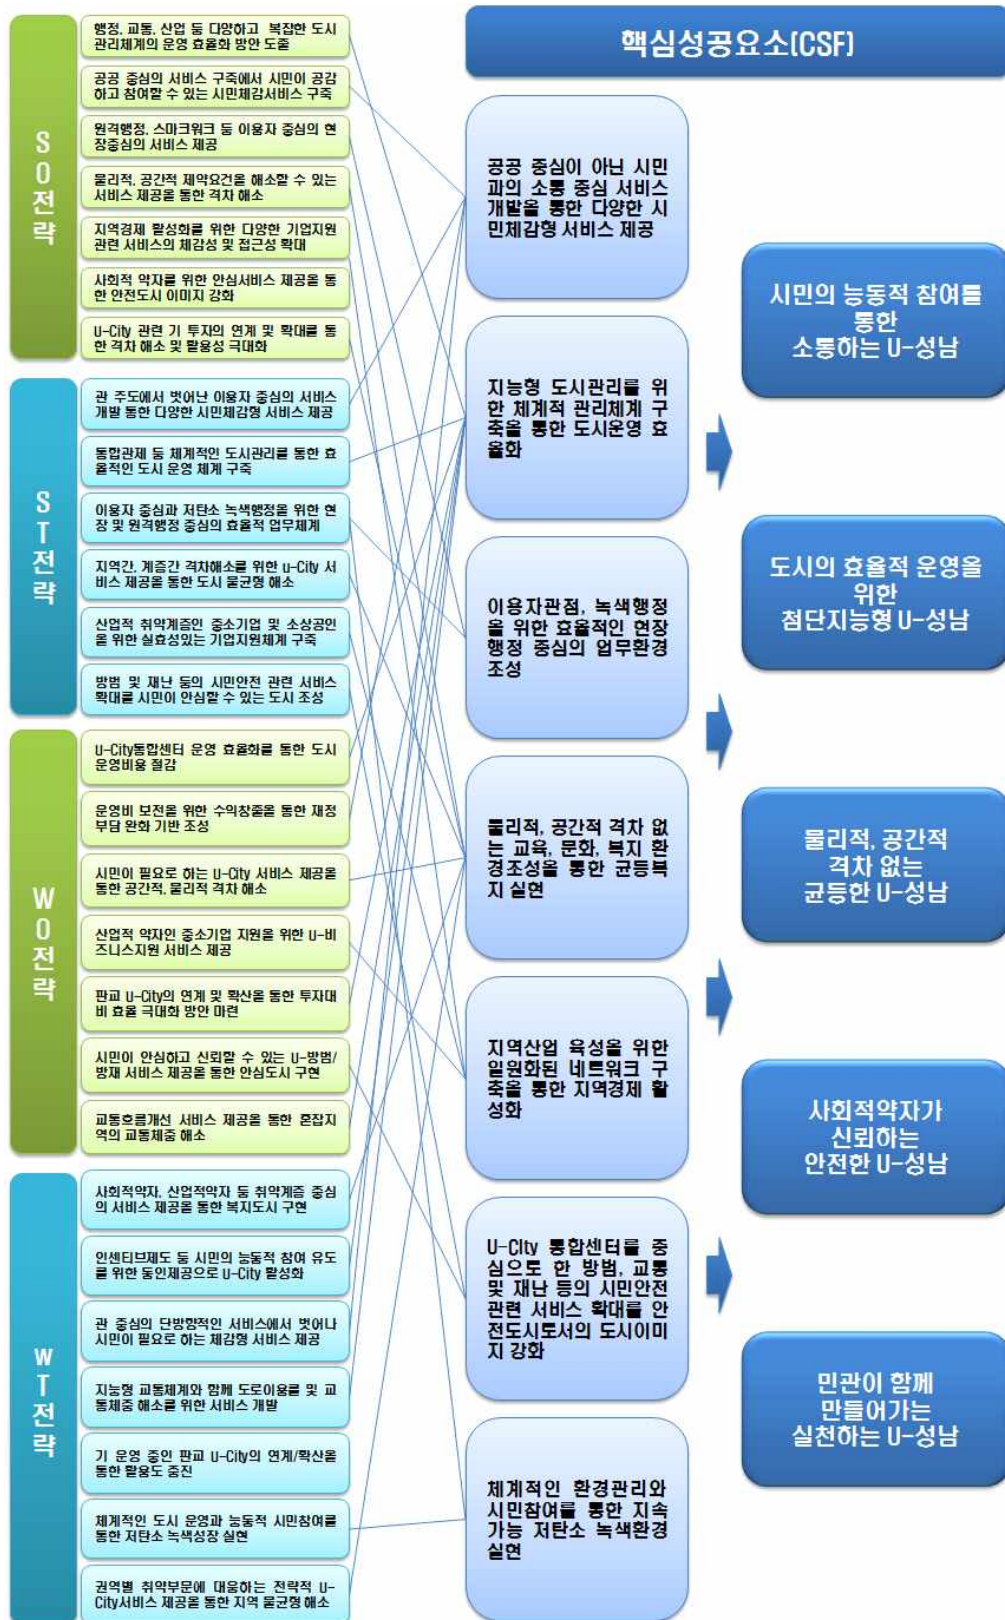 핵심성공요소(CSF)
SO전략
행정, 교통, 산업 등 다양하고 복잡한 도시
관리체계의 운영 효율화 방안 도출
공공 중심의 서비스 구축에서 시민이 공감
하고 참여할 수 있는 시민체감서비스 구축
원격행정, 스마크워크 등 이용자 중심의 현
장중심의 서비스 제공
물리적, 공간적 제약요건을 해소할 수 있는
서비스 제공을 통한 격차 해소
지역경제 활성화를 위한 다양한 기업지원
관련 서비스의 체감성 및 접근성 확대
사회적 약자를 위한 안심서비스 제공을 통
한 안전도시 이미지 강화
U-City 관련 기 투자의 연계 및 확대를 통
한 격차 해소 및 활용성 극대화
ST전략
관 주도에서 벗어난 이용자 중심의 서비스
개발 통한 다양한 시민체감형 서비스 제공
통합관제 등 체계적인 도시관리를 통한 효
율적인 도시 운영 체계 구축
이용자 중심과 저탄소 녹색행정을 위한 현
장 및 원격행정 중심의 효율적 업무체계
지역간, 계층간 격차해소를 위한 u-City 서
비스 제공을 통한 도시 불균형 해소
산업적 취약계층인 중소기업 및 소상공인
을 위한 실효성있는 기업지원체계 구축
방범 및 재난 등의 시민안전 관련 서비스
확대를 시민이 안심할 수 있는 도시 조성
WO전략
U-City통합센터 운영 효율화를 통한 도시
운영비용 절감
운영비 보전을 위한 수익창출을 통한 재정
부담 완화 기반 조성
시민이 필요로 하는 U-City 서비스 제공을
통한 공간적, 물리적 격차 해소
산업적 약자인 중소기업 지원을 위한 U-비
즈니스지원 서비스 제공
판교 U-City의 연계 및 확산을 통한 투자대
비 효율 극대화 방안 마련
시민이 안심하고 신뢰할 수 있는 U-방범/
방재 서비스 제공을 통한 안심도시 구현
교통흐름개선 서비스 제공을 통한 혼잡지
역의 교통체중 해소
WT전략
사회적약자, 산업적약자 등 취약계층 중심
의 서비스 제공을 통한 복지도시 구현
인센티브제도 등 시민의 능동적 참여 유도
를 위한 동인제공으로 U-City 활성화
관 중심의 단방향적인 서비스에서 벗어나
시민이 필요로 하는 체감형 서비스 제공
지능형 교통체계와 함께 도로이용률 및 교
통체중 해소를 위한 서비스 개발
기 운영 중인 판교 U-City의 연계/확산을
통한 활용도 증진
체계적인 도시 운영과 능동적 시민참여를
통한 저탄소 녹색성장 실현
권역별 취약부문에 대응하는 전략적 U-
City서비스 제공을 통한 지역 불균형 해소
공공 중심이 아닌 시민
과의 소통 중심 서비스
개발을 통한 다양한 시
민체감형 서비스 제공
지능형 도시관리를 위
한 체계적 관리체계 구
축을 통한 도시운영 효
율화
이용자관점, 녹색행정
을 위한 효율적인 현장
행정 중심의 업무환경
조성
물리적, 공간적 격차 없
는 교육, 문화, 복지 환
경조성을 통한 균등복
지 실현
지역산업 육성을 위한
일원화된 네트워크 구
축을 통한 지역경제 활
성화
U-CIty 통합센터를 중
심으로 한 방범, 교통
및 재난 등의 시민안전
관련 서비스 확대를 안
전도시도서의 도시이미
지 강화
체계적인 환경관리와
시민참여를 통한 지속
가능 저탄소 녹색환경
실현
시민의 능동적 참여를
통한
소통하는 U-성남
도시의 효율적 운영을
위한
첨단지능형 U-성남
물리적, 공간적
격차 없는
균등한 U-성남
사회적약자가
신뢰하는
안전한 U-성남
민관이 함께
만들어가는
실천하는 U-성남